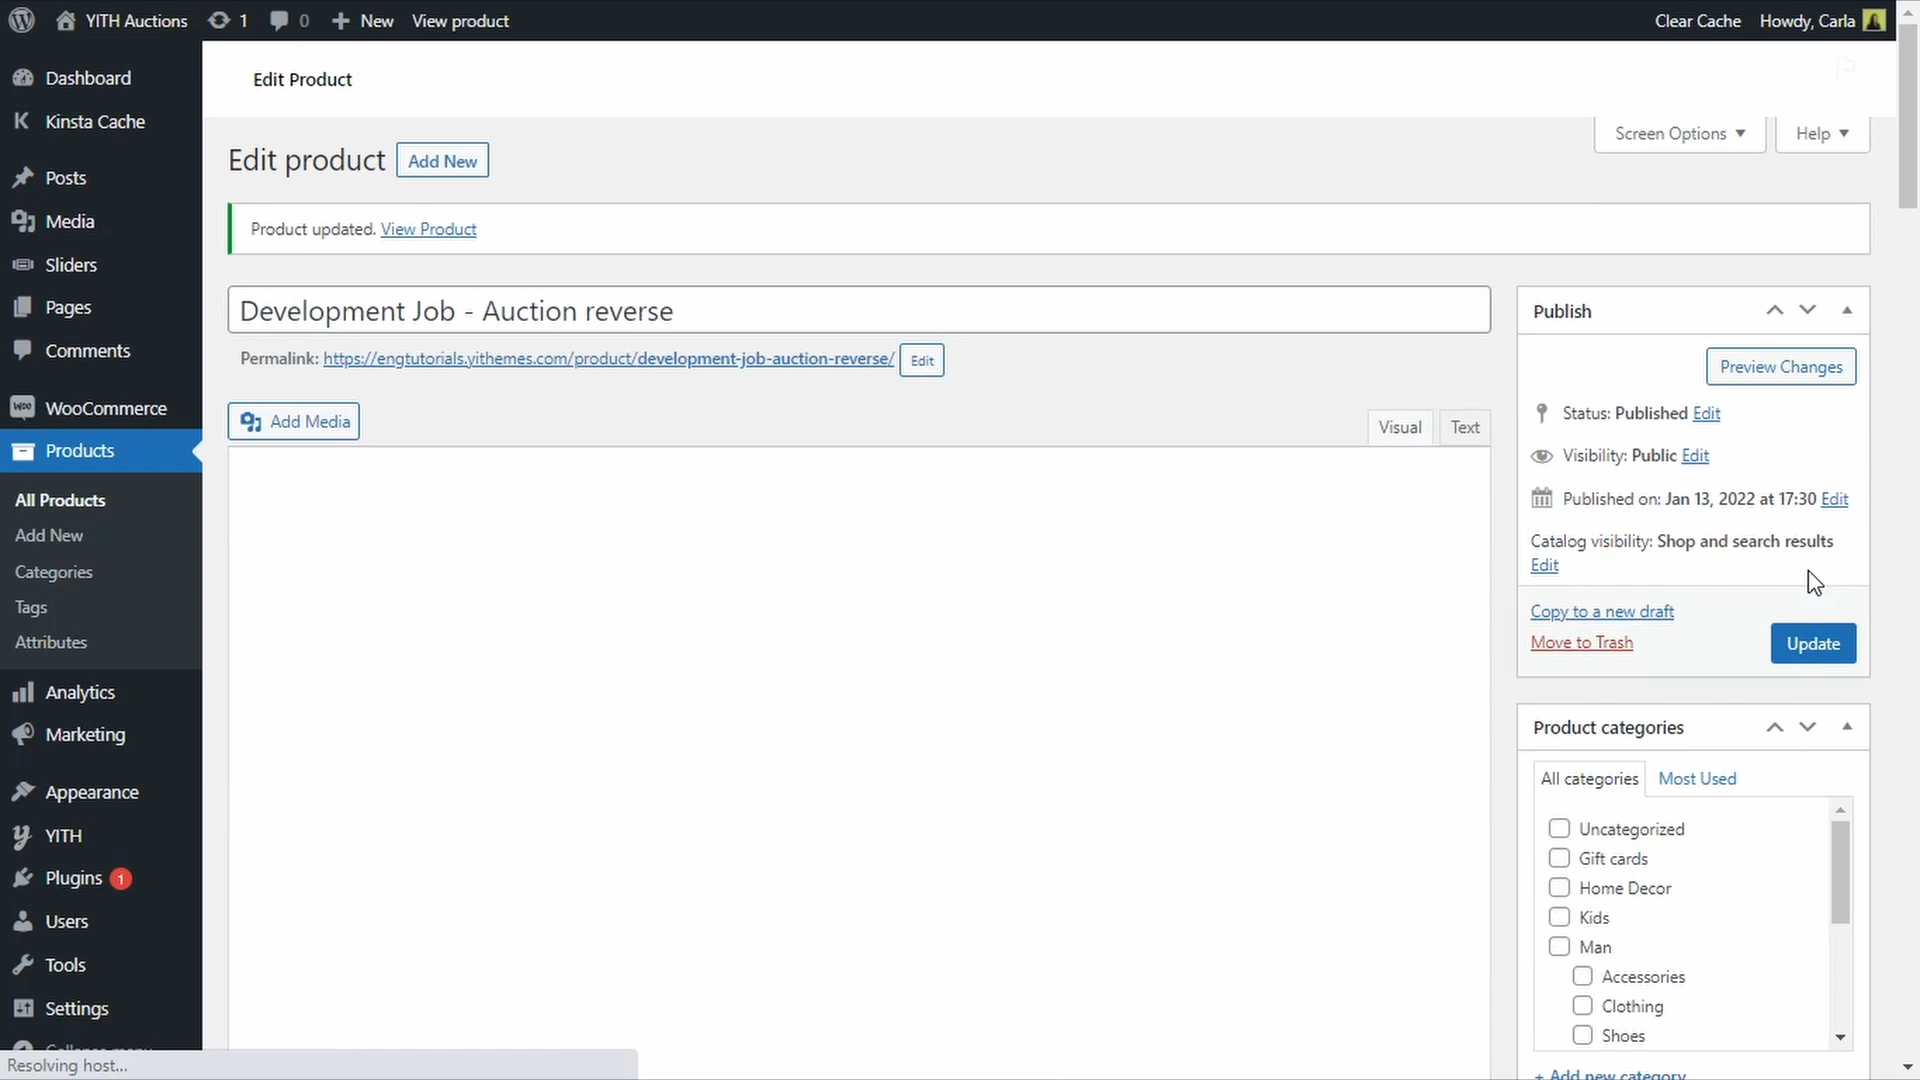 YITH Auctions 1 0 New View product Clear Cache Howdy, Carla
Dashboard
Kinsta Cache
Posts
Media
Sliders
Pages
Comments
WooCommerce
Products
All Products
Add New
Categories
Tags
Attributes
Analytics
Marketing
Appearance
YITH
Plugins 1
Users
Tools
Settings
Collapse menu
Resolving host...
Edit Product
Screen Options Help
Edit product Add New
Product updated. View Product
Development Job - Auction reverse
Permalink: https://engtutorials.yithemes.com/product/development-job-auction-reverse/ Edit
Add Media Visual Text
Publish
Preview Changes
Status: Published Edit
Visibility: Public Edit
Published on: Jan 13, 2022 at 17:30 Edit
Catalog visibility: Shop and search results
Edit
Copy to a new draft
Move to Trash Update
Product categories
All categories Most Used
Uncategorized
Gift cards
Home Decor
Kids
Man
Accessories
Clothing
Shoes
+ Add new category